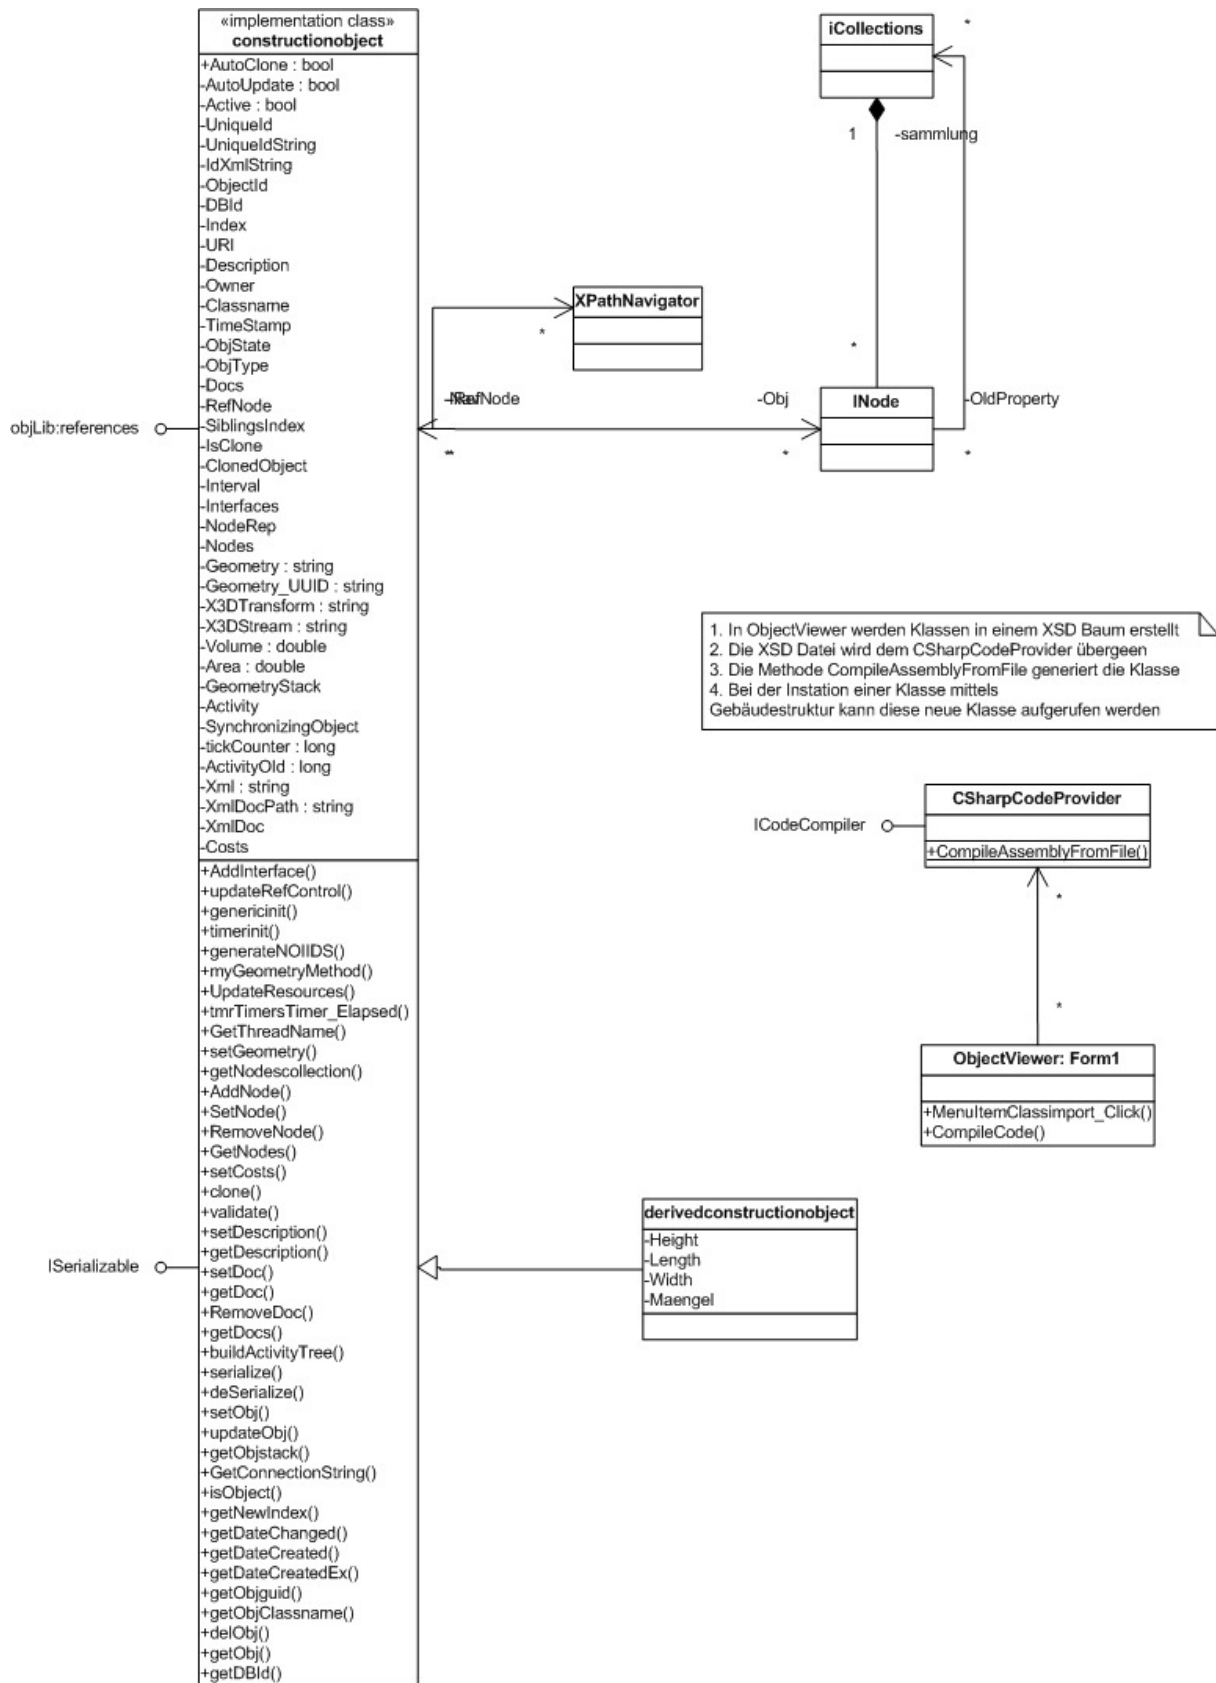 «implementation class»
constructionobject
+AutoClone : bool
-AutoUpdate : bool
-Active : bool
-UniqueId
-UniqueIdString
-IdXmlString
-ObjectId
-DBId
-Index
-URI
-Description
-Owner
-Classname
-TimeStamp
-ObjState
-ObjType
-Docs
-RefNode
-SiblingsIndex
-IsClone
-ClonedObject
-Interval
-Interfaces
-NodeRep
-Nodes
-Geometry : string
-Geometry_UUID : string
-X3DTransform : string
-X3DStream : string
-Volume : double
-Area : double
-GeometryStack
-Activity
-SynchronizingObject
-tickCounter : long
-ActivityOld : long
-Xml : string
-XmlDocPath : string
-XmlDoc
-Costs
+AddInterface()
+updateRefControl()
+genericinit()
+timerinit()
+generateNOIIDS()
+myGeometryMethod()
+UpdateResources()
+tmrTimersTimer_Elapsed()
+GetThreadName()
+setGeometry()
+getNodescollection()
+AddNode()
+SetNode()
+RemoveNode()
+GetNodes()
+setCosts()
+clone()
+validate()
+setDescription()
+getDescription()
+setDoc()
+getDoc()
+RemoveDoc()
+getDocs()
+buildActivityTree()
+serialize()
+deSerialize()
+setObj()
+updateObj()
+getObjstack()
+GetConnectionString()
+isObject()
+getNewIndex()
+getDateChanged()
+getDateCreated()
+getDateCreatedEx()
+getObjguid()
+getObjClassname()
+delObj()
+getObj()
+getDBId()
objLib:references
ISerializable
iCollections
*
1
-sammlung
XPathNavigator
*
*
-RefNode
-Obj
INode
-OldProperty
*
*
*
1. In ObjectViewer werden Klassen in einem XSD Baum erstellt
2. Die XSD Datei wird dem CSharpCodeProvider übergeen
3. Die Methode CompileAssemblyFromFile generiert die Klasse
4. Bei der Instation einer Klasse mittels
Gebäudestruktur kann diese neue Klasse aufgerufen werden
CSharpCodeProvider
ICodeCompiler
+CompileAssemblyFromFile()
*
*
ObjectViewer: Form1
+MenuItemClassimport_Click()
+CompileCode()
derivedconstructionobject
-Height
-Length
-Width
-Maengel